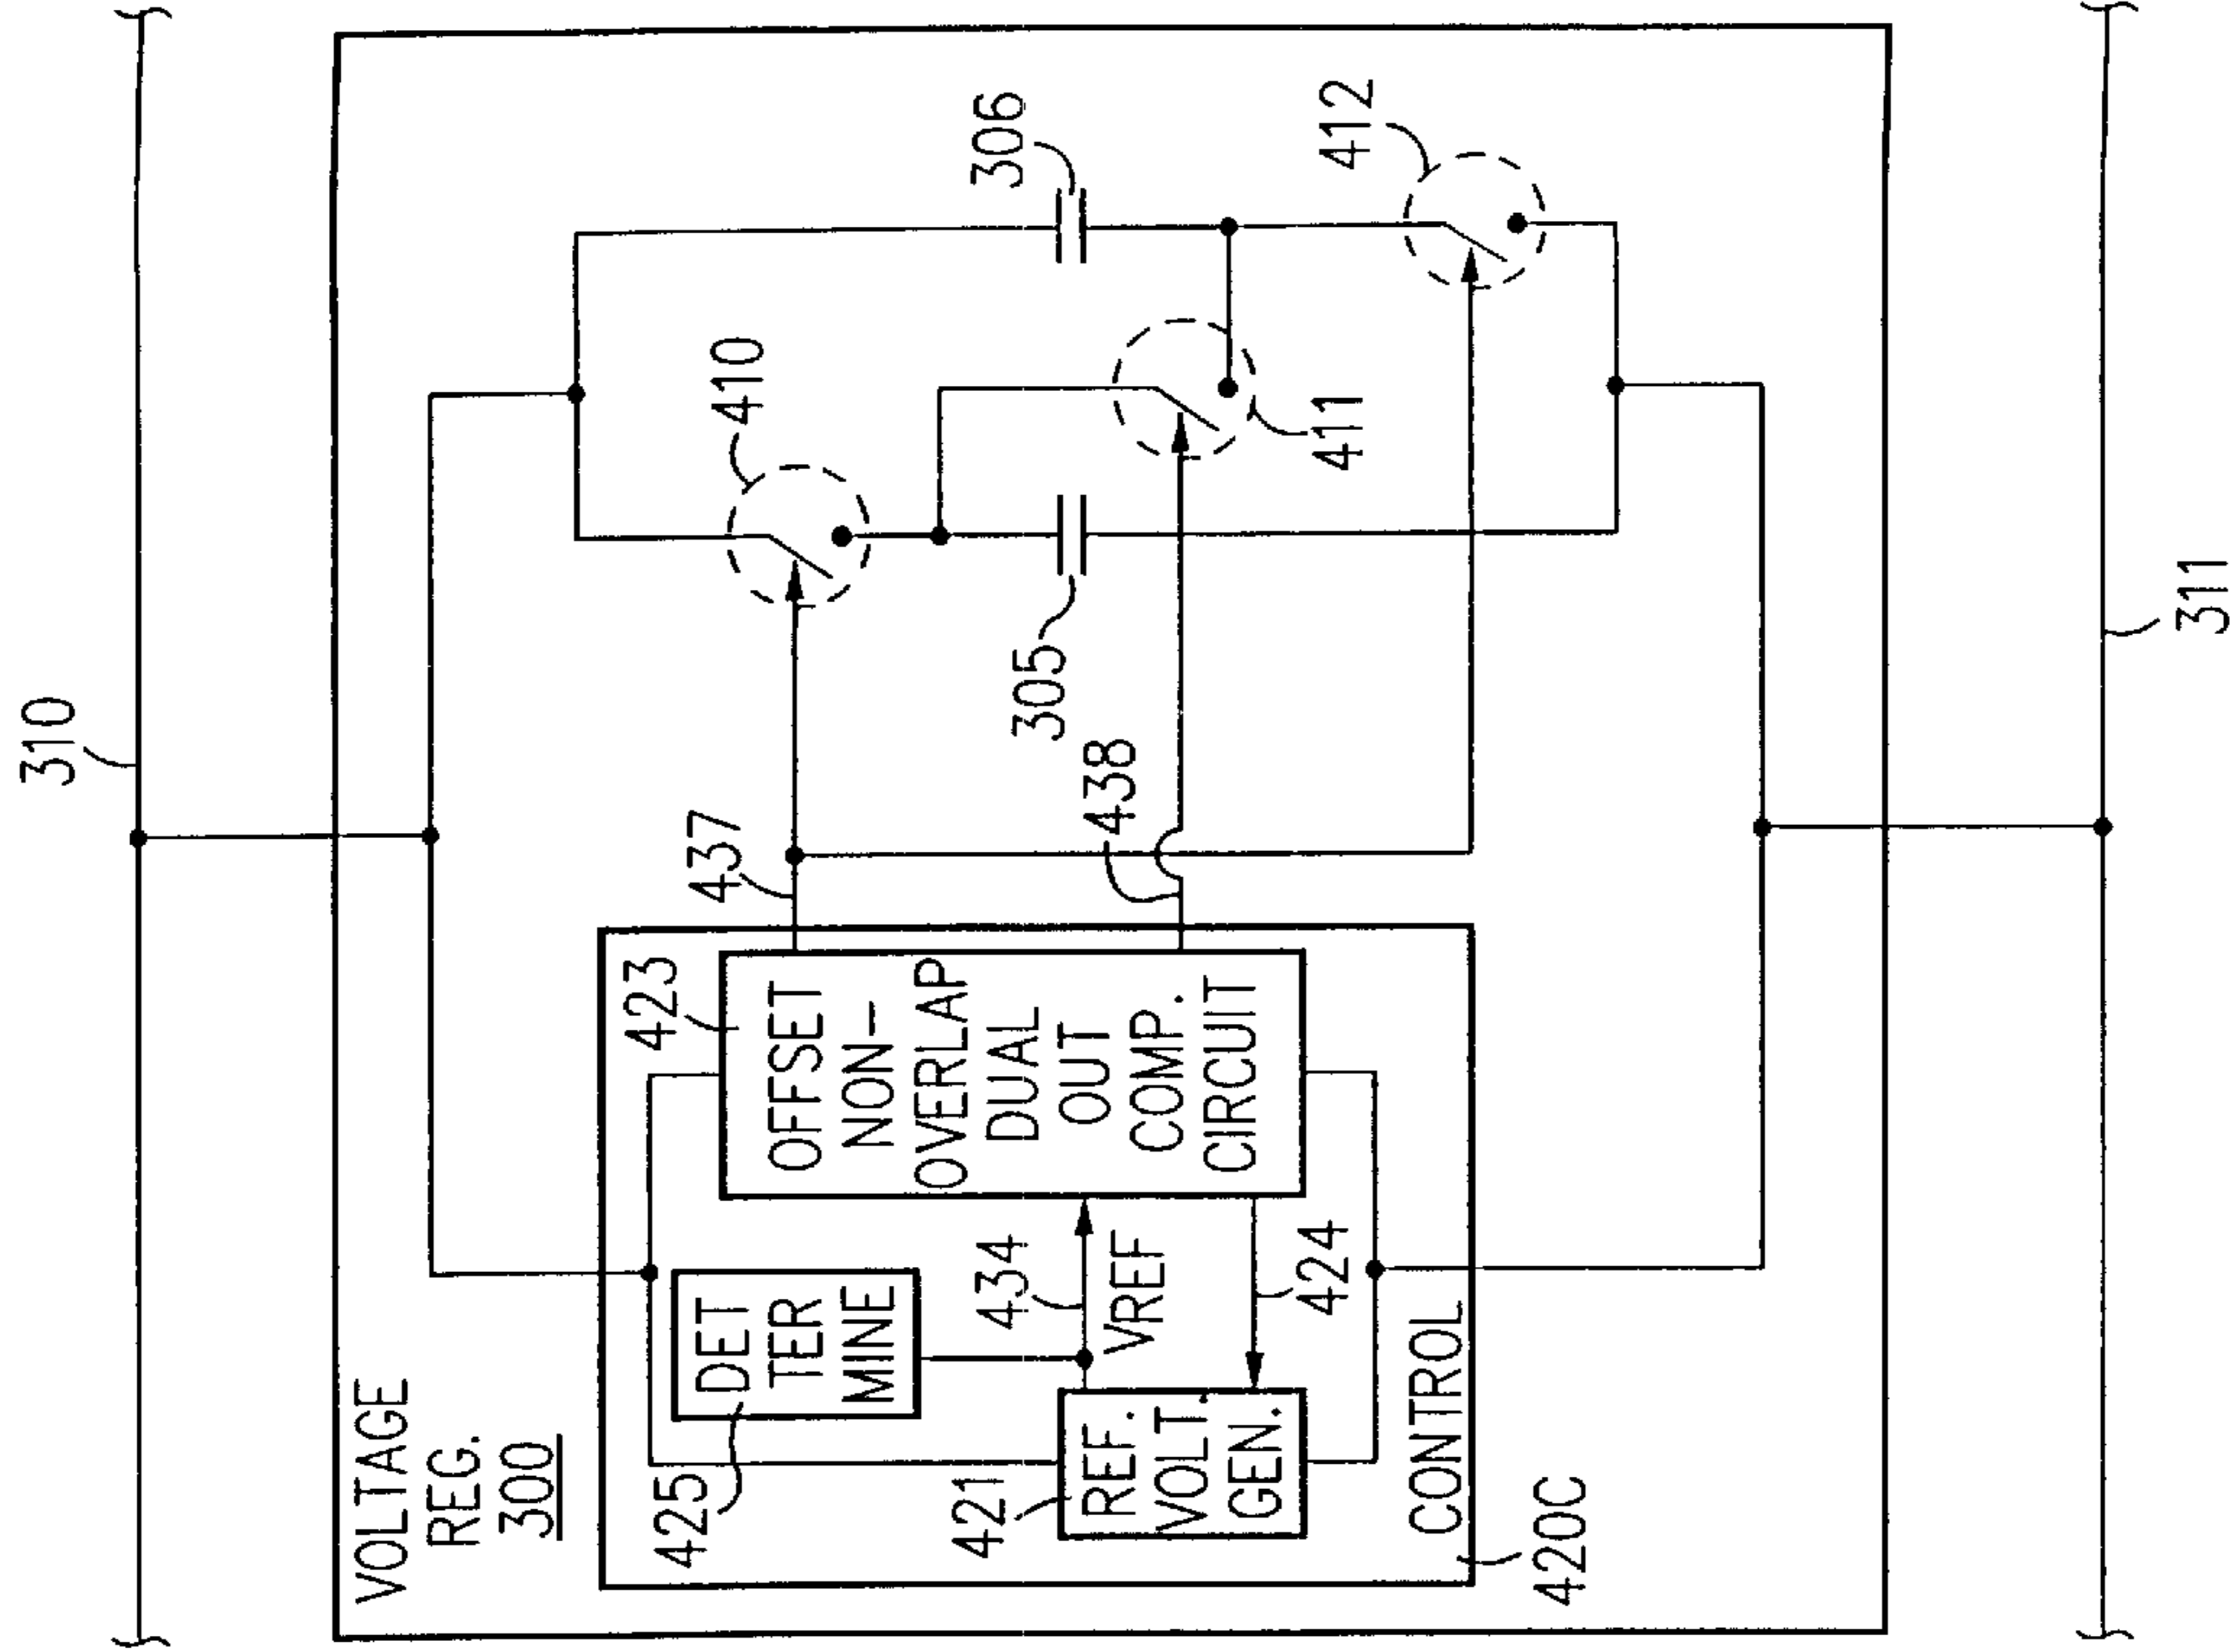 310
VOLTAGE
REG.
300
425
DET
TER
MINE
423
OFFSET
NON-
OVERLAP
DUAL
OUT
COMP.
CIRCUIT
437
410
434
VREF
421
REF.
VOLT.
GEN.
424
438
305
306
411
412
CONTROL
420C
311